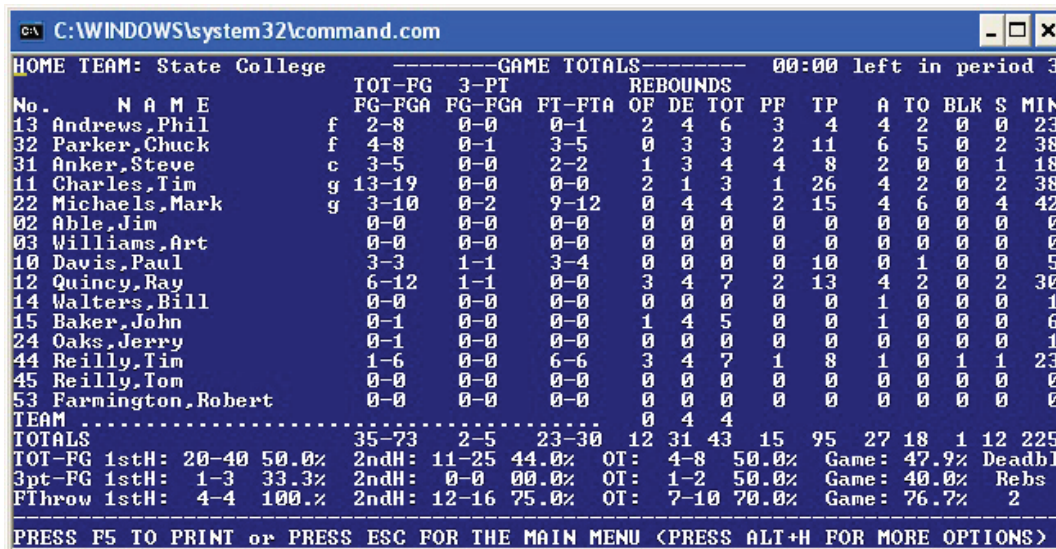 C:\WINDOWS\system32\command.com
HOME TEAM: State College --------GAME TOTALS-------- 00:00 left in period 3
TOT-FG 3-PT REBOUNDS
No. N A M E FG-FGA FG-FGA FT-FTA OF DE TOT PF TP A TO BLK S MIN
13 Andrews,Phil f 2-8 0-0 0-1 2 4 6 3 4 4 2 0 0 23
32 Parker,Chuck f 4-8 0-1 3-5 0 3 3 2 11 6 5 0 2 38
31 Anker,Steve c 3-5 0-0 2-2 1 3 4 4 8 2 0 0 1 18
11 Charles,Tim g 13-19 0-0 0-0 2 1 3 1 26 4 2 0 2 38
22 Michaels,Mark g 3-10 0-2 9-12 0 4 4 2 15 4 6 0 4 42
02 Able,Jim 0-0 0-0 0-0 0 0 0 0 0 0 0 0 0 0
03 Williams,Art 0-0 0-0 0-0 0 0 0 0 0 0 0 0 0 0
10 Davis,Paul 3-3 1-1 3-4 0 0 0 0 10 0 1 0 0 5
12 Quincy,Ray 6-12 1-1 0-0 3 4 7 2 13 4 2 0 2 30
14 Walters,Bill 0-0 0-0 0-0 0 0 0 0 0 1 0 0 0 1
15 Baker,John 0-1 0-0 0-0 1 4 5 0 0 1 0 0 0 6
24 Oaks,Jerry 0-1 0-0 0-0 0 0 0 0 0 0 0 0 0 1
44 Reilly,Tim 1-6 0-0 6-6 3 4 7 1 8 1 0 1 1 23
45 Reilly,Tom 0-0 0-0 0-0 0 0 0 0 0 0 0 0 0 0
53 Farmington,Robert 0-0 0-0 0-0 0 0 0 0 0 0 0 0 0 0
TEAM ........................................ 0 4 4
TOTALS 35-73 2-5 23-30 12 31 43 15 95 27 18 1 12 225
TOT-FG 1stH: 20-40 50.0% 2ndH: 11-25 44.0% OT: 4-8 50.0% Game: 47.9% Deadbl
3pt-FG 1stH: 1-3 33.3% 2ndH: 0-0 00.0% OT: 1-2 50.0% Game: 40.0% Rebs
FThrow 1stH: 4-4 100.% 2ndH: 12-16 75.0% OT: 7-10 70.0% Game: 76.7% 2
PRESS F5 TO PRINT or PRESS ESC FOR THE MAIN MENU (PRESS ALT+H FOR MORE OPTIONS)